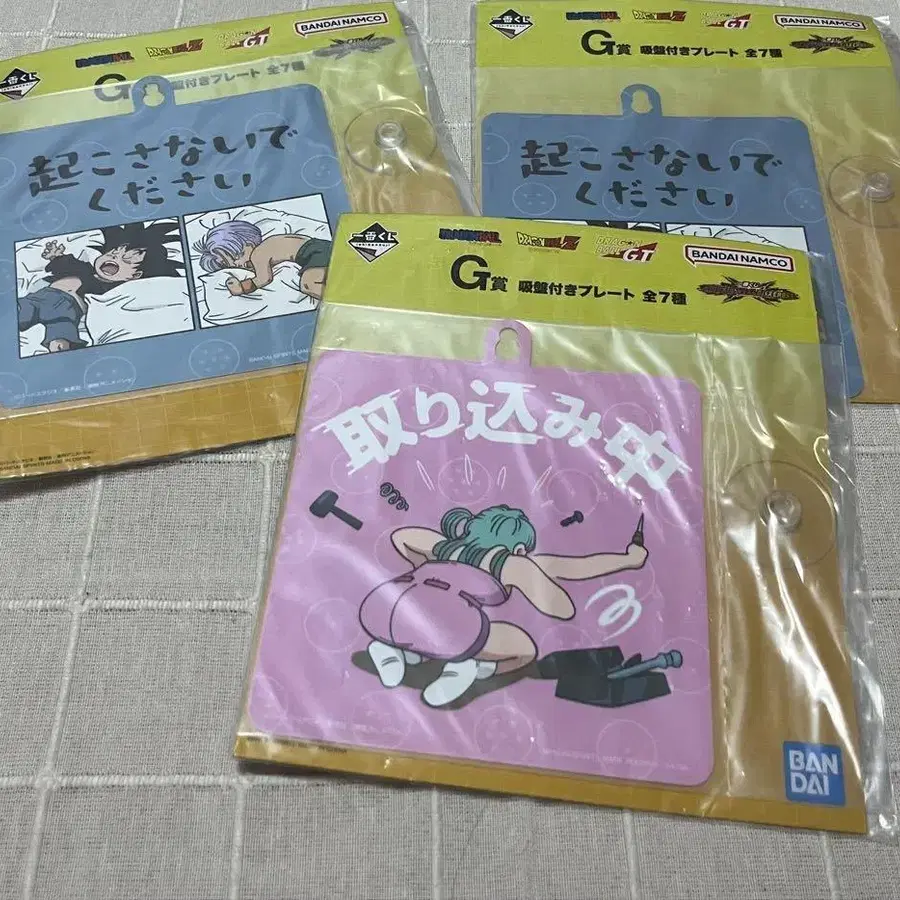 一番くじ
DRAGON BALL
DRAGON BALL Z
DRAGON BALL GT
BANDAI NAMCO
G賞 吸盤付きプレート 全7種
起こさないで
ください
一番くじ
DRAGON BALL Z
GT
BANDAI NAMCO
G賞 吸盤付きプレート 全7種
起こさないで
ください
一番くじ
DRAGON BALL
DRAGON BALL Z
DRAGON BALL GT
BANDAI NAMCO
G賞 吸盤付きプレート 全7種
取り込み中
BAN
DAI